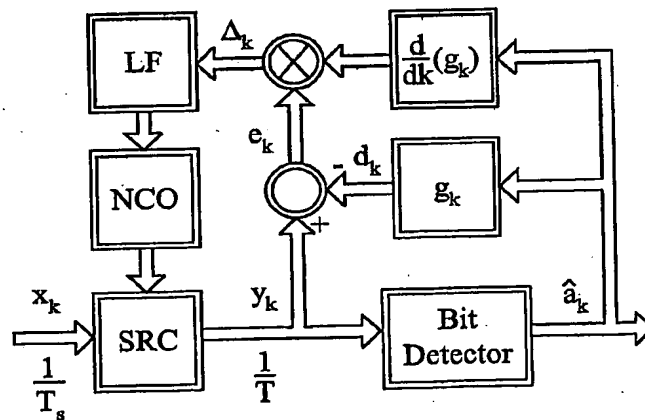 Δₖ
LF
d/dk(gₖ)
eₖ
- dₖ
NCO
gₖ
+
xₖ
yₖ
âₖ
SRC
Bit
Detector
1/Tₛ
1/T